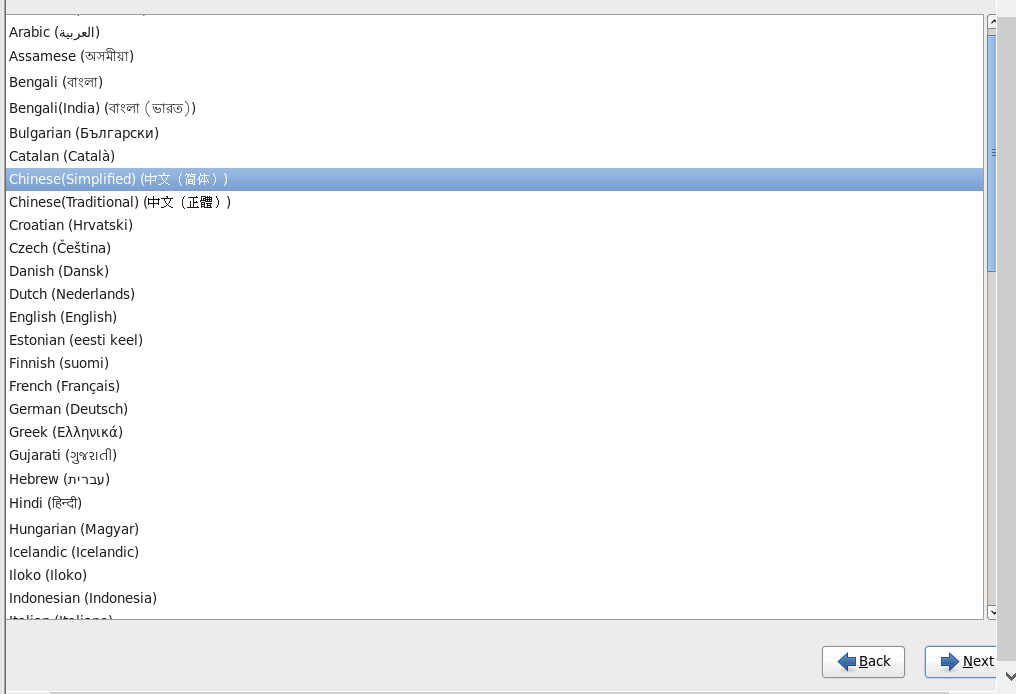 Arabic (العربية)
Assamese (অসমীয়া)
Bengali (বাংলা)
Bengali(India) (বাংলা (ভারত))
Bulgarian (Български)
Catalan (Català)
Chinese(Simplified) (中文（简体）)
Chinese(Traditional) (中文（正體）)
Croatian (Hrvatski)
Czech (Čeština)
Danish (Dansk)
Dutch (Nederlands)
English (English)
Estonian (eesti keel)
Finnish (suomi)
French (Français)
German (Deutsch)
Greek (Ελληνικά)
Gujarati (ગુજરાતી)
Hebrew (עברית)
Hindi (हिन्दी)
Hungarian (Magyar)
Icelandic (Icelandic)
Iloko (Iloko)
Indonesian (Indonesia)
Italian (Italiano)
Back
Next